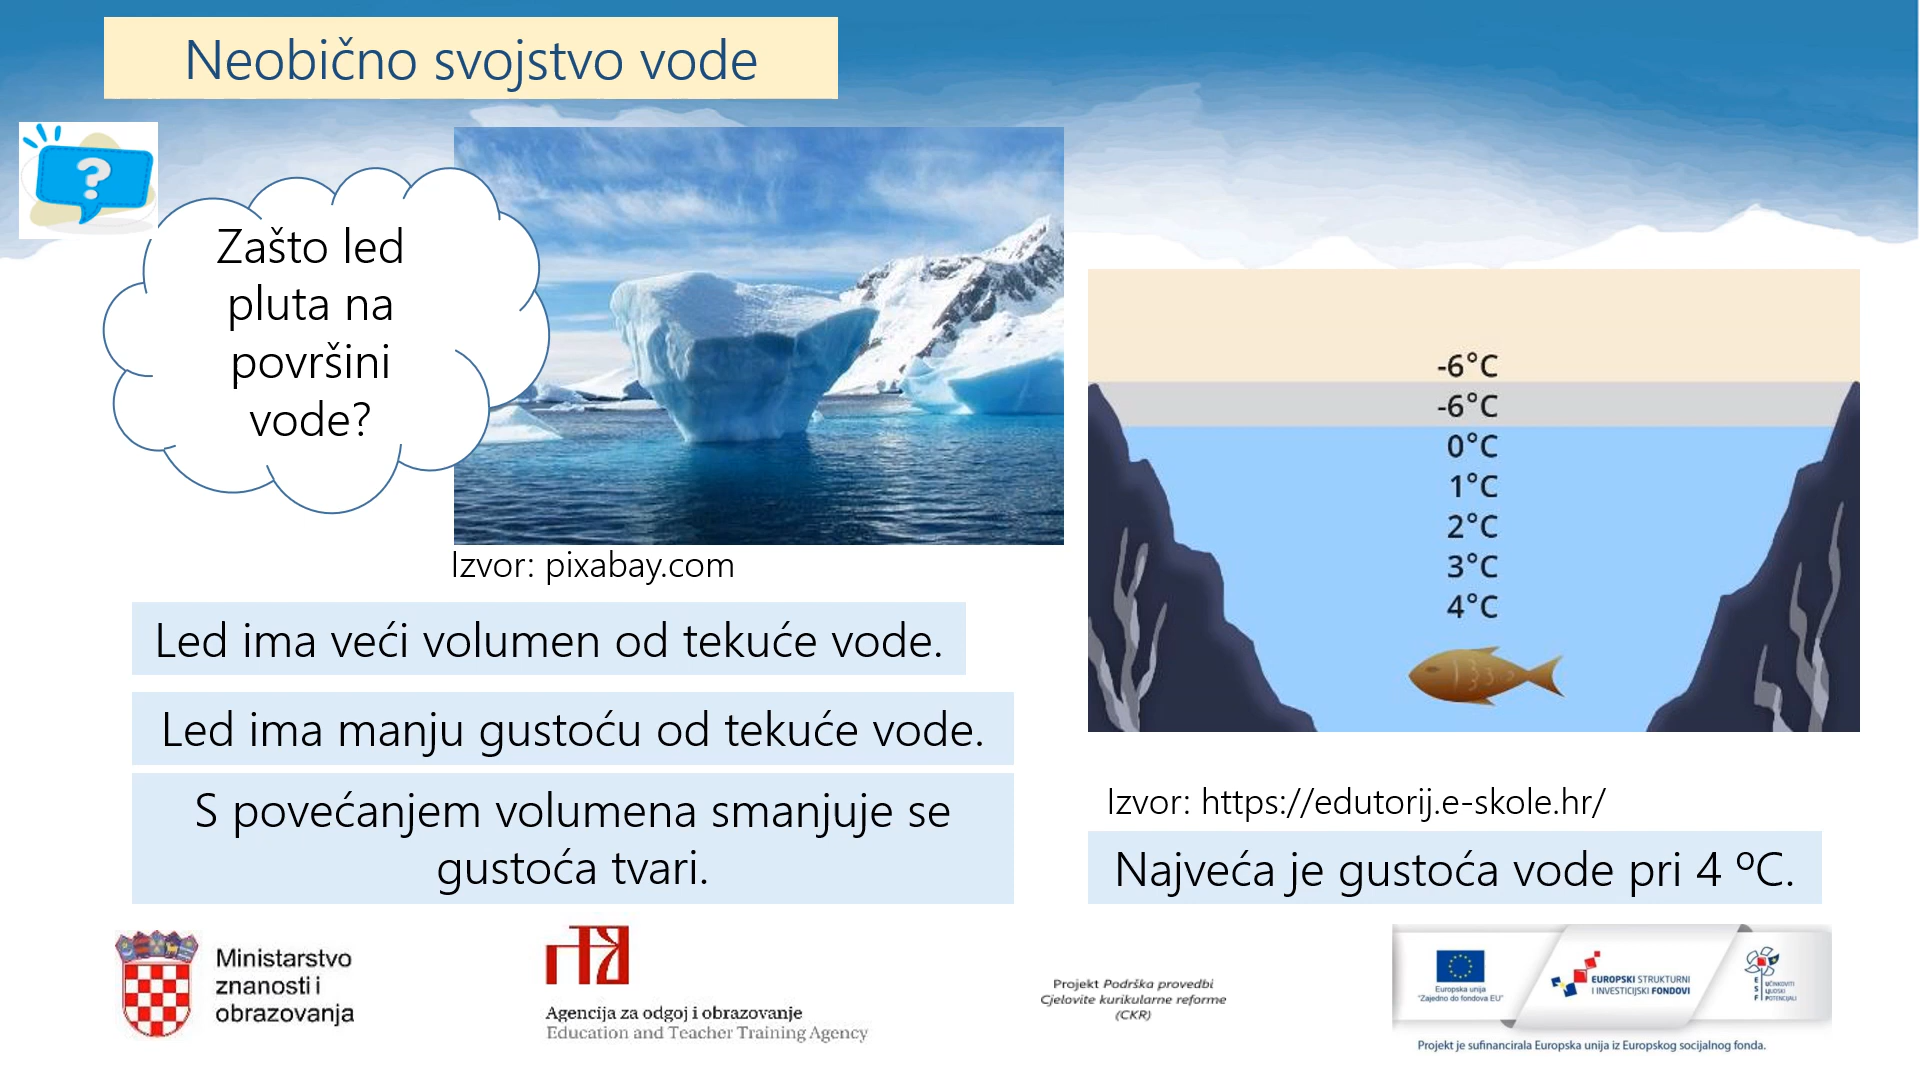 Neobično svojstvo vode
?
Zašto led
pluta na
površini
vode?
Izvor: pixabay.com
Led ima veći volumen od tekuće vode.
Led ima manju gustoću od tekuće vode.
S povećanjem volumena smanjuje se
gustoća tvari.
-6°C
-6°C
0°C
1°C
2°C
3°C
4°C
Izvor: https://edutorij.e-skole.hr/
Najveća je gustoća vode pri 4 ºC.
Ministarstvo
znanosti i
obrazovanja
Agencija za odgoj i obrazovanje
Education and Teacher Training Agency
Projekt Podrška provedbi
Cjelovite kurikularne reforme
(CKR)
Europska unija
"Zajedno do fondova EU"
EUROPSKI STRUKTURNI
I INVESTICIJSKI FONDOVI
ESF
UČINKOVITI
LJUDSKI
POTENCIJALI
Projekt je sufinancirala Europska unija iz Europskog socijalnog fonda.